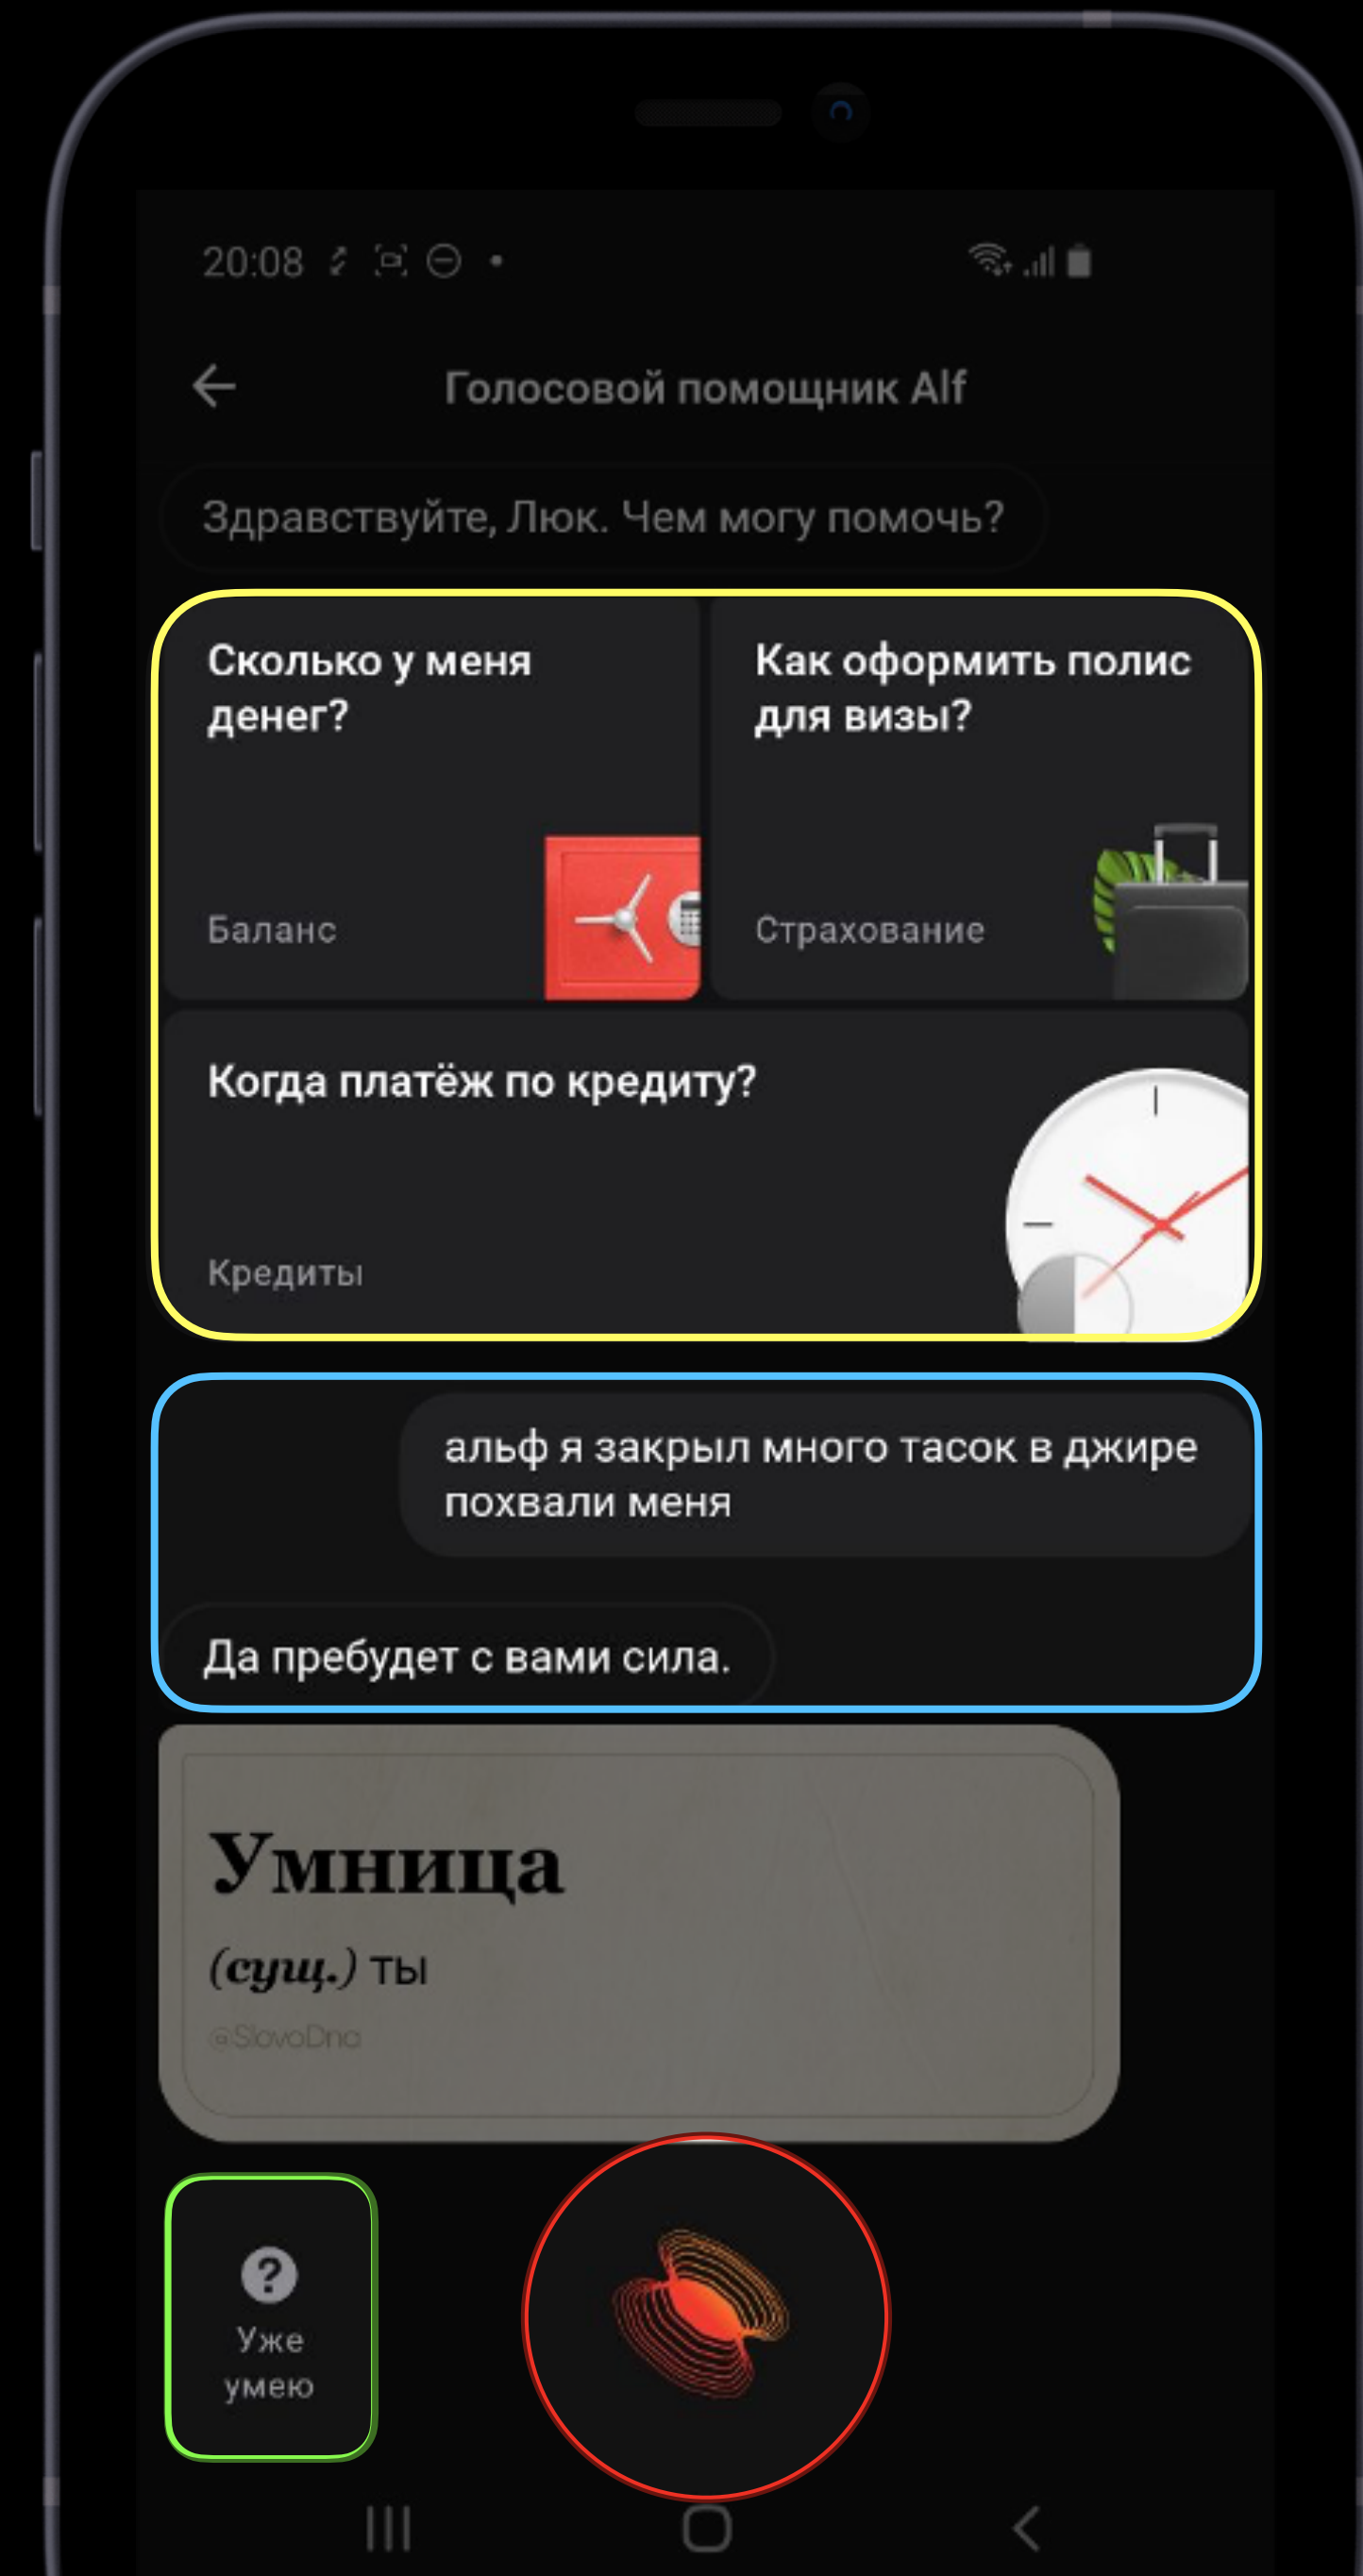 20:08
Голосовой помощник Alf
Здравствуйте, Люк. Чем могу помочь?
Сколько у меня
денег?
Баланс
Как оформить полис
для визы?
Страхование
Когда платёж по кредиту?
Кредиты
альф я закрыл много тасок в джире
похвали меня
Да пребудет с вами сила.
Умница
(сущ.) ты
@SlovoDna
Уже
умею